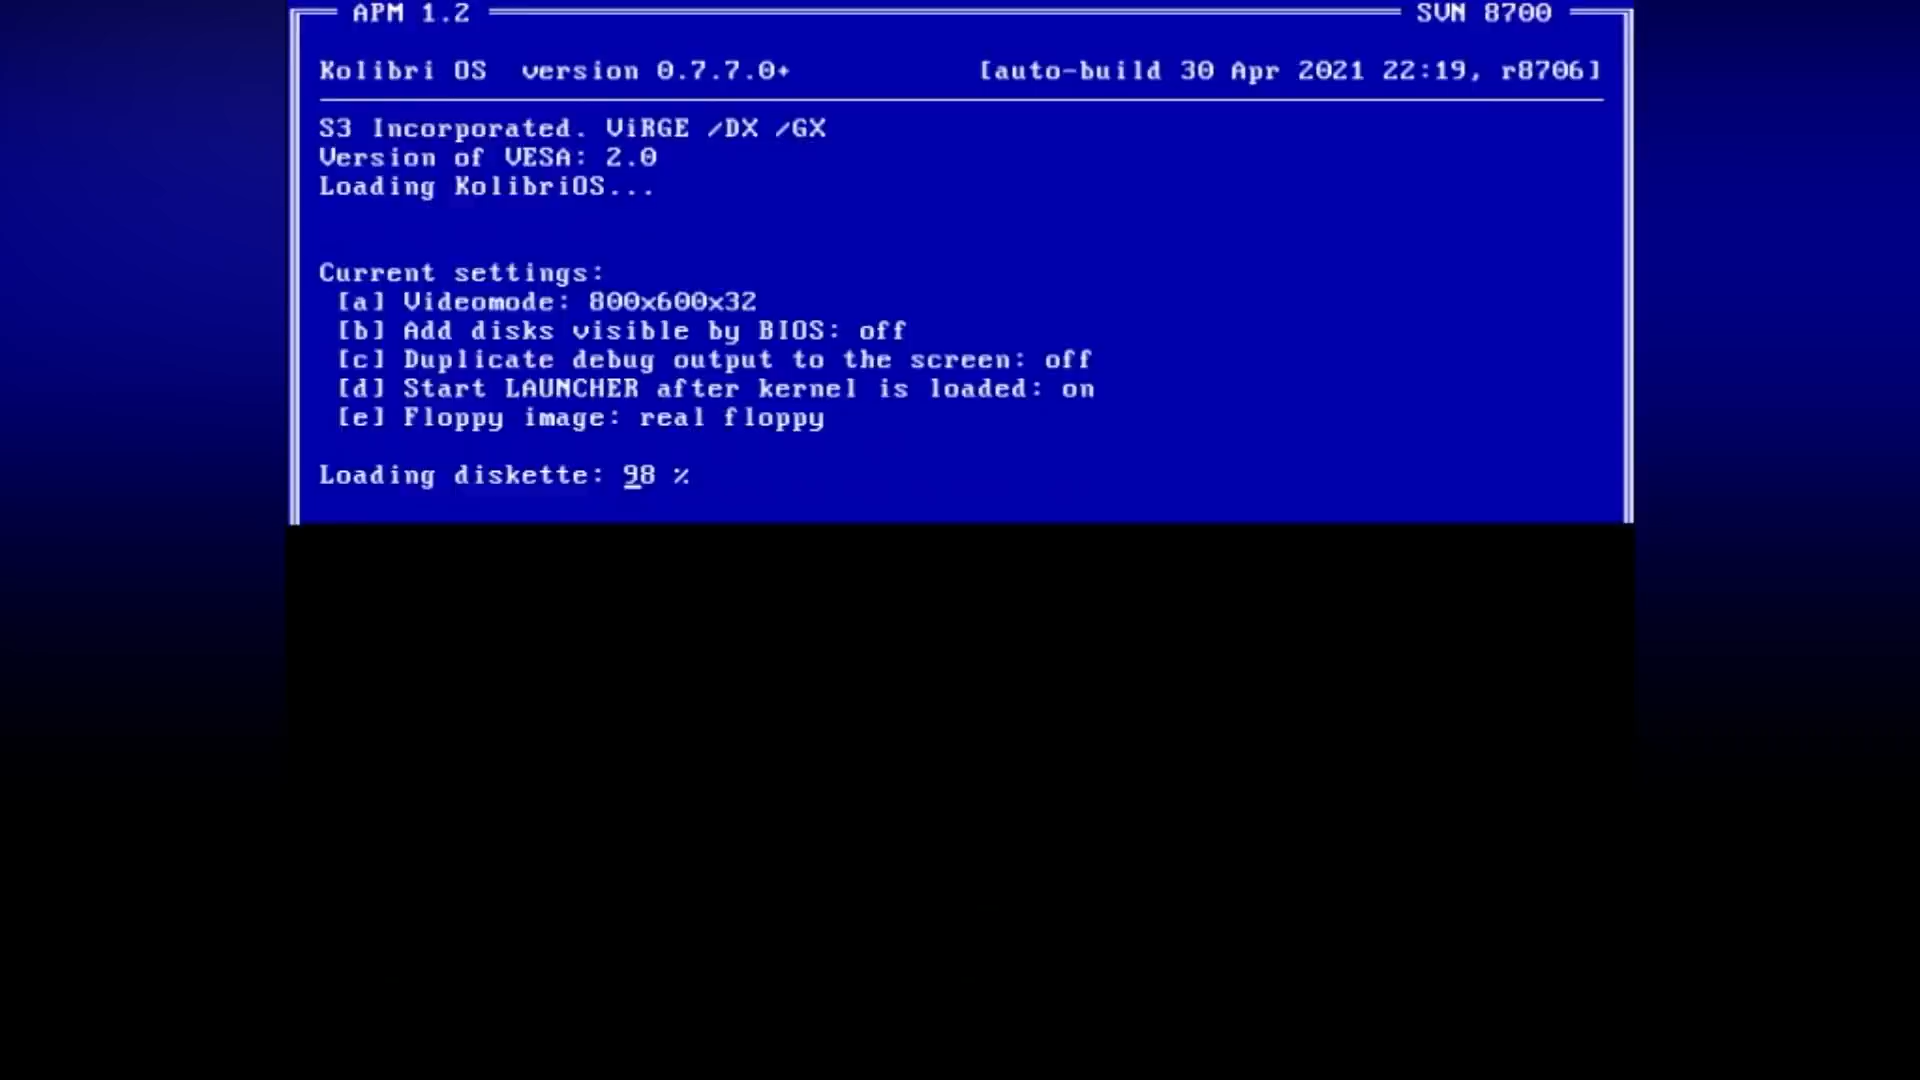 APM 1.2 SVN 8700
Kolibri OS version 0.7.7.0+ [auto-build 30 Apr 2021 22:19, r8706]
S3 Incorporated. ViRGE /DX /GX
Version of VESA: 2.0
Loading KolibriOS...
Current settings:
[a] Videomode: 800x600x32
[b] Add disks visible by BIOS: off
[c] Duplicate debug output to the screen: off
[d] Start LAUNCHER after kernel is loaded: on
[e] Floppy image: real floppy
Loading diskette: 98 %